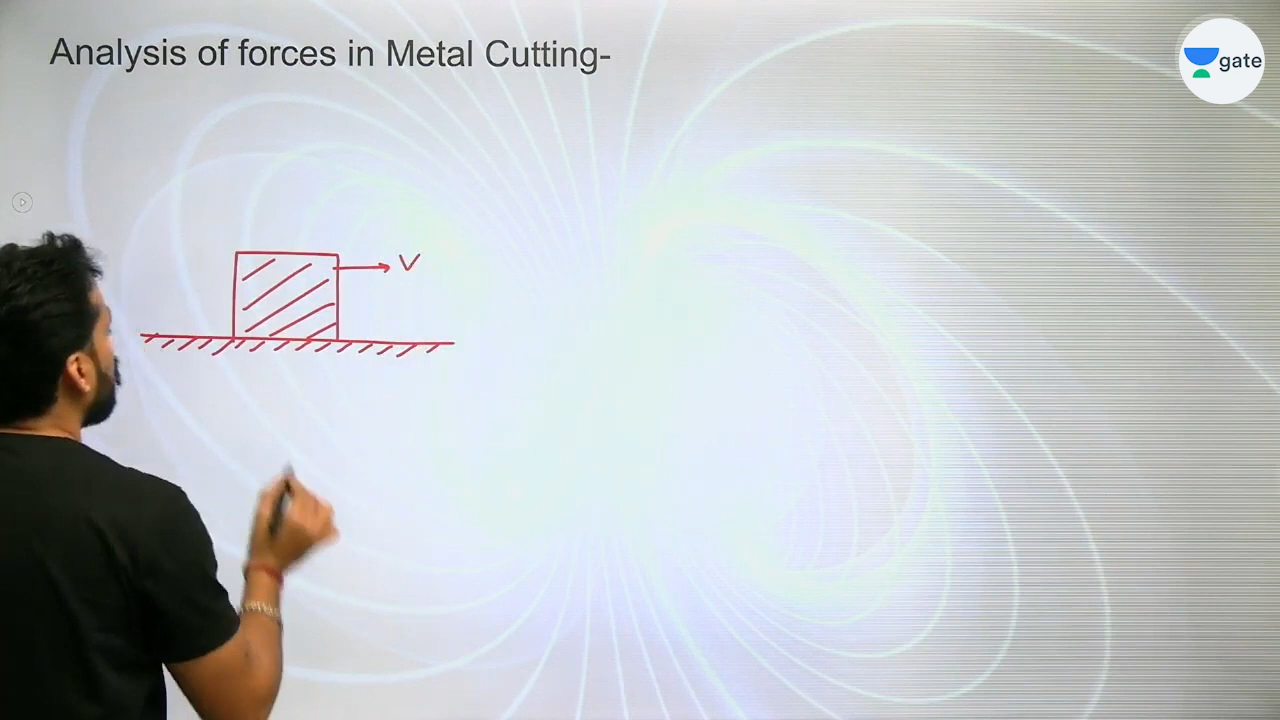 Analysis of forces in Metal Cutting-
gate
V